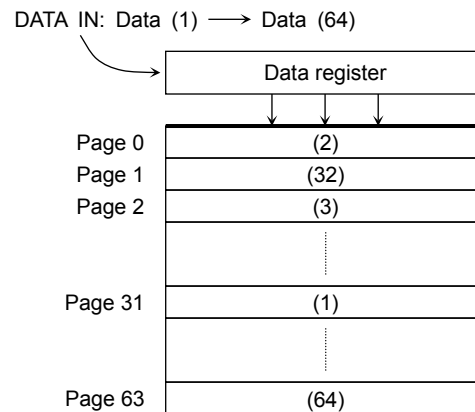 DATA IN: Data (1) → Data (64)
Data register
Page 0 (2)
Page 1 (32)
Page 2 (3)
Page 31 (1)
Page 63 (64)